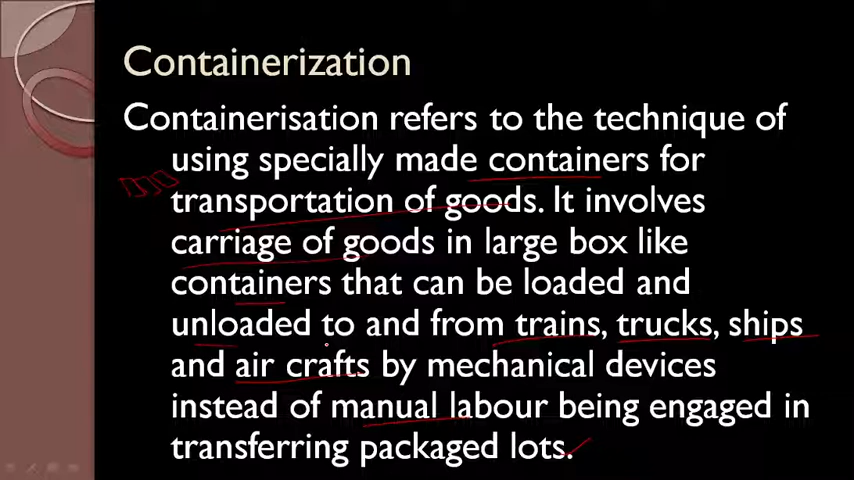 Containerization
Containerisation refers to the technique of
using specially made containers for
transportation of goods. It involves
carriage of goods in large box like
containers that can be loaded and
unloaded to and from trains, trucks, ships
and air crafts by mechanical devices
instead of manual labour being engaged in
transferring packaged lots.